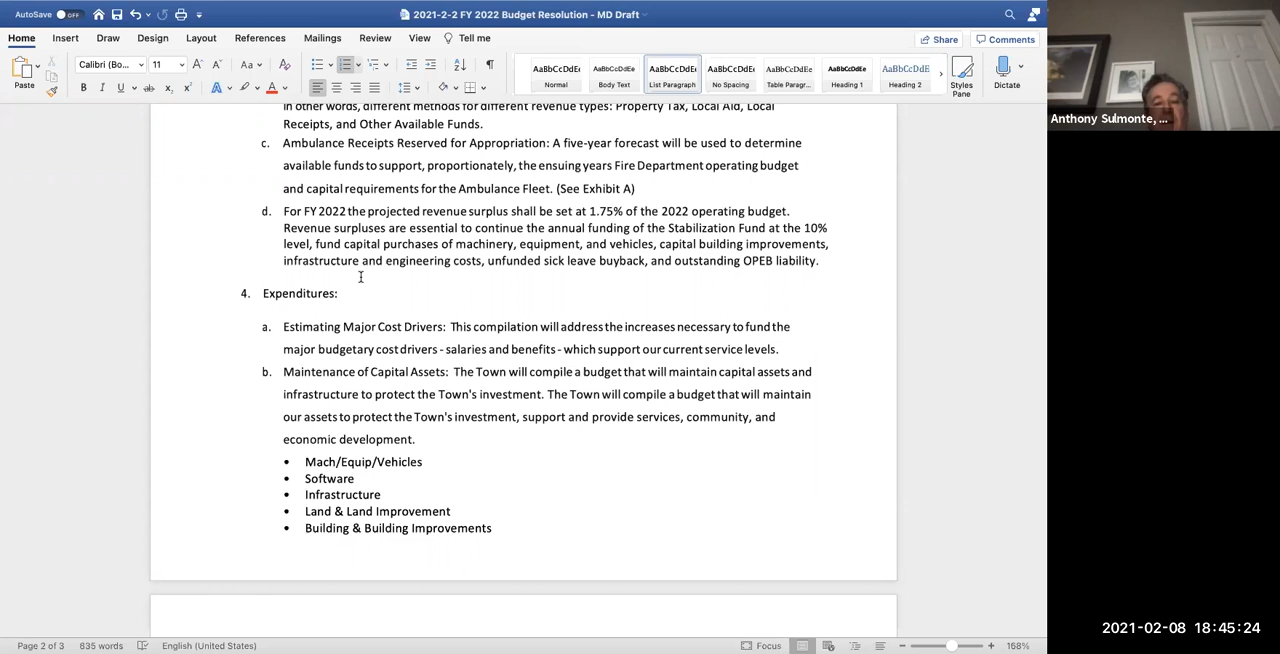 AutoSave OFF
2021-2-2 FY 2022 Budget Resolution - MD Draft
Home Insert Draw Design Layout References Mailings Review View Tell me
Share Comments
Paste
Calibri (Bo... 11
AaBbCcDdEe AaBbCcDdEe AaBbCcDdEe AaBbCcDdEe AaBbCcDdEe AaBbCcDdEe AaBbCcDdE
Normal Body Text List Paragraph No Spacing Table Paragr... Heading 1 Heading 2
Styles Pane
Dictate
in other words, different methods for different revenue types: Property Tax, Local Aid, Local
Receipts, and Other Available Funds.
c. Ambulance Receipts Reserved for Appropriation: A five-year forecast will be used to determine
available funds to support, proportionately, the ensuing years Fire Department operating budget
and capital requirements for the Ambulance Fleet. (See Exhibit A)
d. For FY 2022 the projected revenue surplus shall be set at 1.75% of the 2022 operating budget.
Revenue surpluses are essential to continue the annual funding of the Stabilization Fund at the 10%
level, fund capital purchases of machinery, equipment, and vehicles, capital building improvements,
infrastructure and engineering costs, unfunded sick leave buyback, and outstanding OPEB liability.
4. Expenditures:
a. Estimating Major Cost Drivers: This compilation will address the increases necessary to fund the
major budgetary cost drivers - salaries and benefits - which support our current service levels.
b. Maintenance of Capital Assets: The Town will compile a budget that will maintain capital assets and
infrastructure to protect the Town's investment. The Town will compile a budget that will maintain
our assets to protect the Town's investment, support and provide services, community, and
economic development.
• Mach/Equip/Vehicles
• Software
• Infrastructure
• Land & Land Improvement
• Building & Building Improvements
Page 2 of 3 835 words English (United States) Focus 168%
Anthony Sulmonte, ...
2021-02-08 18:45:24